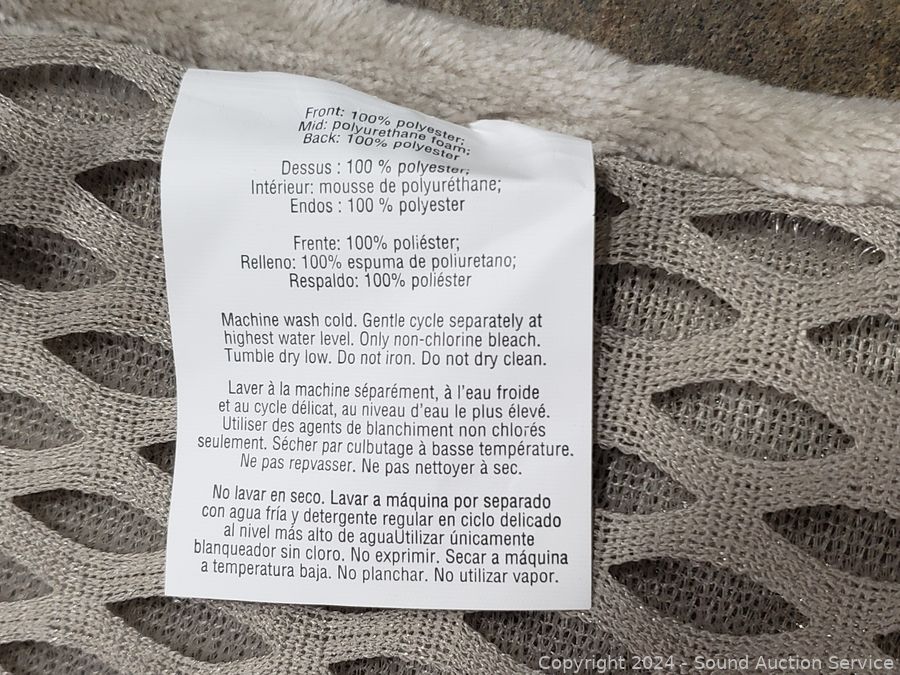 Front: 100% polyester;
Mid: polyurethane foam;
Back: 100% polyester
Dessus : 100 % polyester;
Intérieur: mousse de polyuréthane;
Endos : 100 % polyester
Frente: 100% poliéster;
Relleno: 100% espuma de poliuretano;
Respaldo: 100% poliéster
Machine wash cold. Gentle cycle separately at
highest water level. Only non-chlorine bleach.
Tumble dry low. Do not iron. Do not dry clean.
Laver à la machine séparément, à l'eau froide
et au cycle délicat, au niveau d'eau le plus élevé.
Utiliser des agents de blanchiment non chlorés
seulement. Sécher par culbutage à basse température.
Ne pas repvasser. Ne pas nettoyer à sec.
No lavar en seco. Lavar a máquina por separado
con agua fría y detergente regular en ciclo delicado
al nivel más alto de aguaUtilizar únicamente
blanqueador sin cloro. No exprimir. Secar a máquina
a temperatura baja. No planchar. No utilizar vapor.
Copyright 2024 - Sound Auction Service